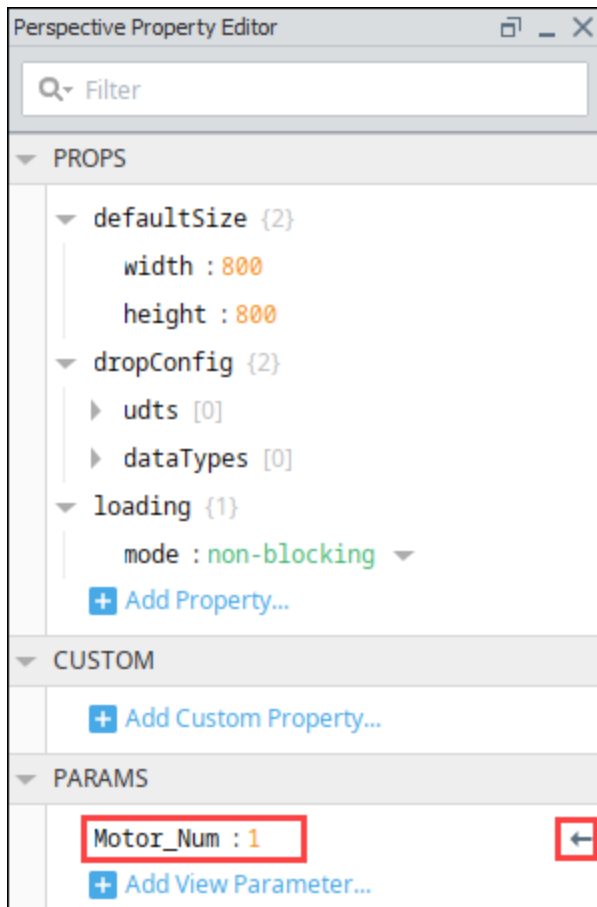 Perspective Property Editor
Filter
PROPS
defaultSize {2}
width : 800
height : 800
dropConfig {2}
udts [0]
dataTypes [0]
loading {1}
mode : non-blocking
Add Property...
CUSTOM
Add Custom Property...
PARAMS
Motor_Num : 1
Add View Parameter...